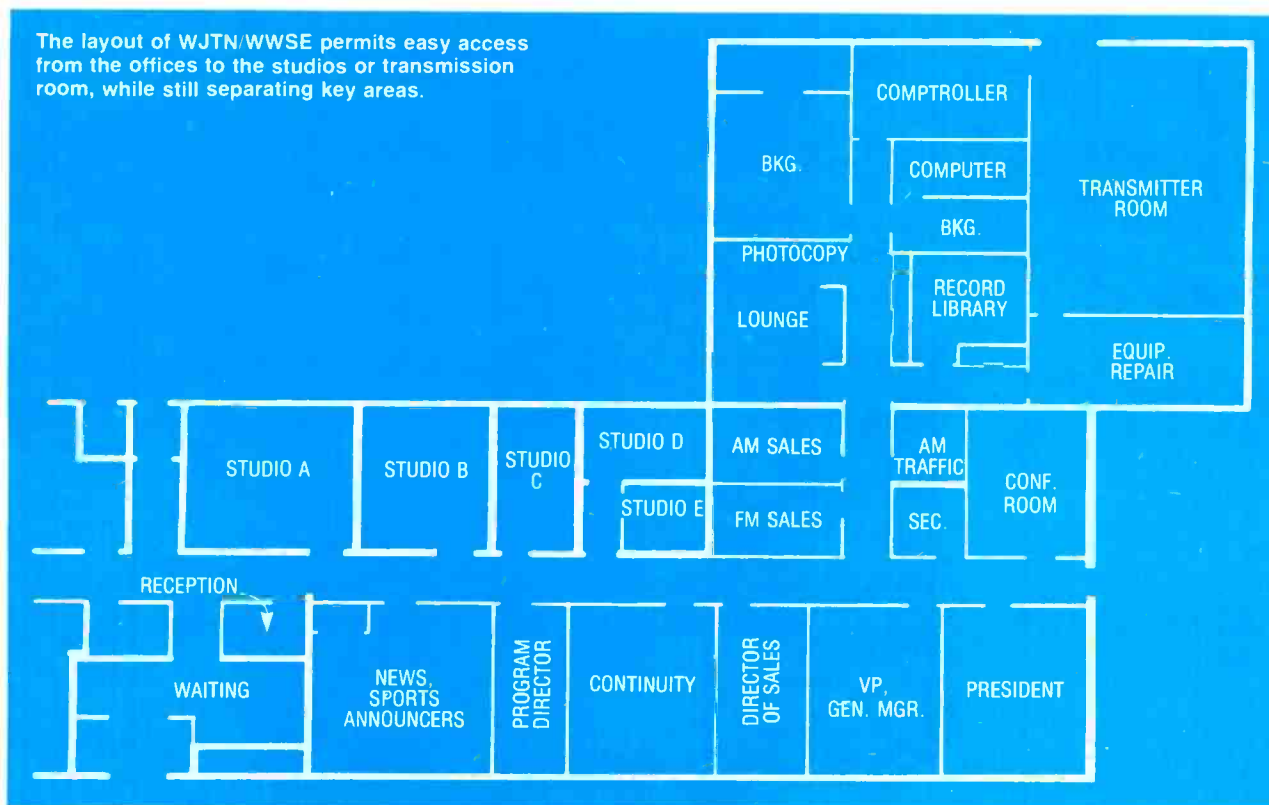 The layout of WJTN/WWSE permits easy access
from the offices to the studios or transmission
room, while still separating key areas.
COMPTROLLER
BKG.
COMPUTER
TRANSMITTER
ROOM
BKG.
PHOTOCOPY
RECORD
LIBRARY
LOUNGE
EQUIP.
REPAIR
STUDIO A
STUDIO B
STUDIO
C
STUDIO D
STUDIO E
AM SALES
FM SALES
AM
TRAFFIC
SEC.
CONF.
ROOM
RECEPTION
WAITING
NEWS,
SPORTS
ANNOUNCERS
PROGRAM
DIRECTOR
CONTINUITY
DIRECTOR
OF SALES
VP,
GEN. MGR.
PRESIDENT